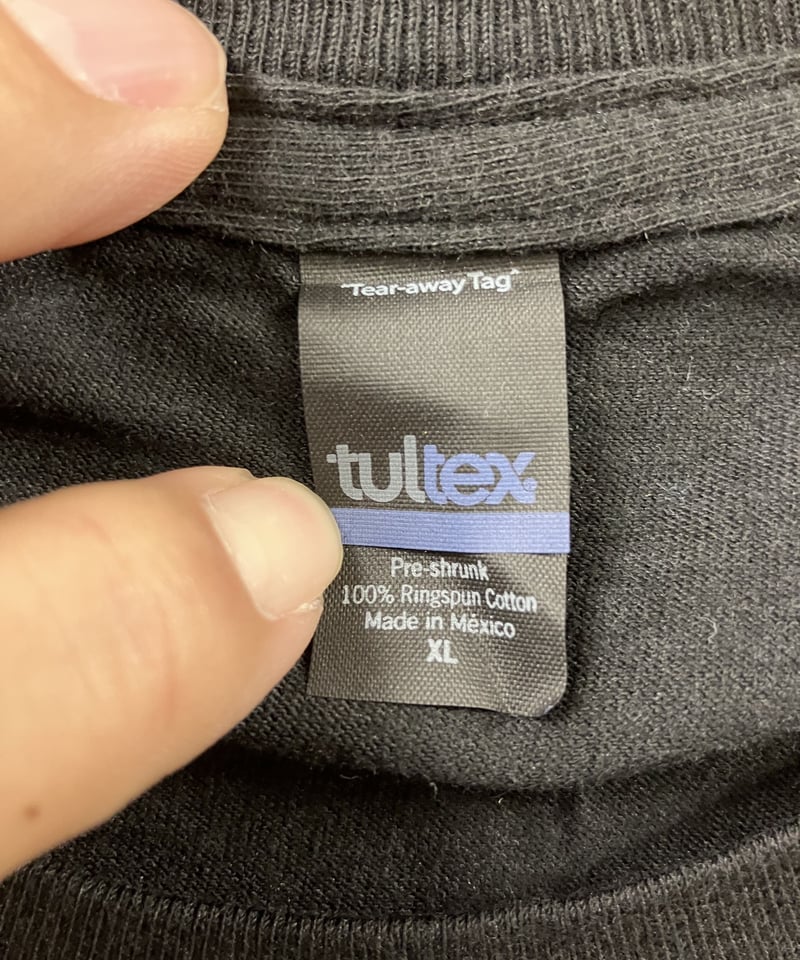 "Tear-away Tag"
tultex
Pre-shrunk
100% Ringspun Cotton
Made in México
XL